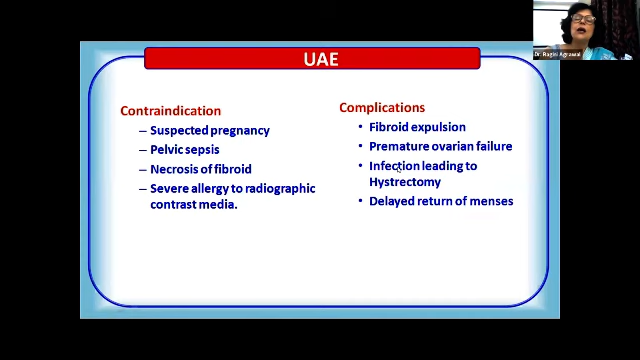 UAE
Contraindication
– Suspected pregnancy
– Pelvic sepsis
– Necrosis of fibroid
– Severe allergy to radiographic
contrast media.
Complications
• Fibroid expulsion
• Premature ovarian failure
• Infection leading to
Hystrectomy
• Delayed return of menses
Dr. Ragini Agrawal